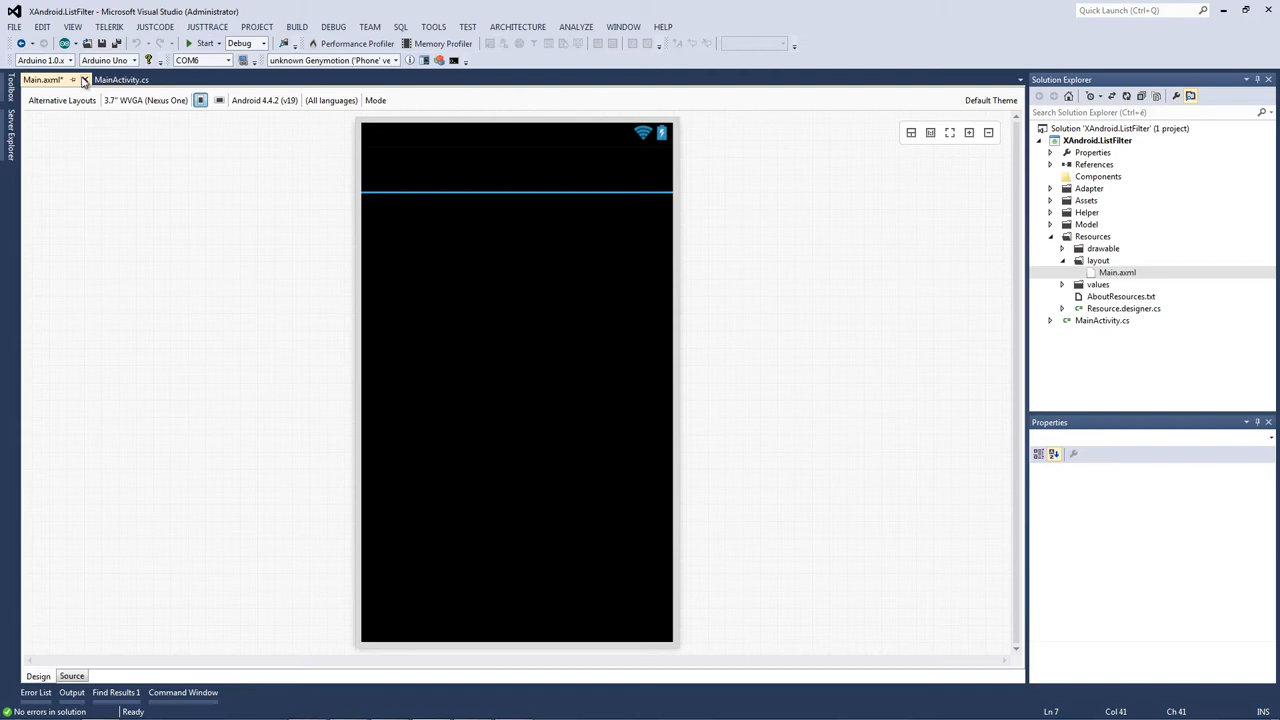 XAndroid.ListFilter - Microsoft Visual Studio (Administrator)
Quick Launch (Ctrl+J)
FILE EDIT VIEW TELERIK JUSTCODE JUSTTRACE PROJECT BUILD DEBUG TEAM SQL TOOLS TEST ARCHITECTURE ANALYZE WINDOW HELP
Start Debug Performance Profiler Memory Profiler
Arduino 1.0.x Arduino Uno COM6 unknown Genymotion ('Phone' ve
Main.axml* MainActivity.cs
Alternative Layouts 3.7" WVGA (Nexus One) Android 4.4.2 (v19) (All languages) Mode Default Theme
Toolbox
Server Explorer
Solution Explorer
Search Solution Explorer (Ctrl+é)
Solution 'XAndroid.ListFilter' (1 project)
XAndroid.ListFilter
Properties
References
Components
Adapter
Assets
Helper
Model
Resources
drawable
layout
Main.axml
values
AboutResources.txt
Resource.designer.cs
MainActivity.cs
Properties
Design Source
Error List Output Find Results 1 Command Window
No errors in solution Ready Ln 7 Col 41 Ch 41 INS